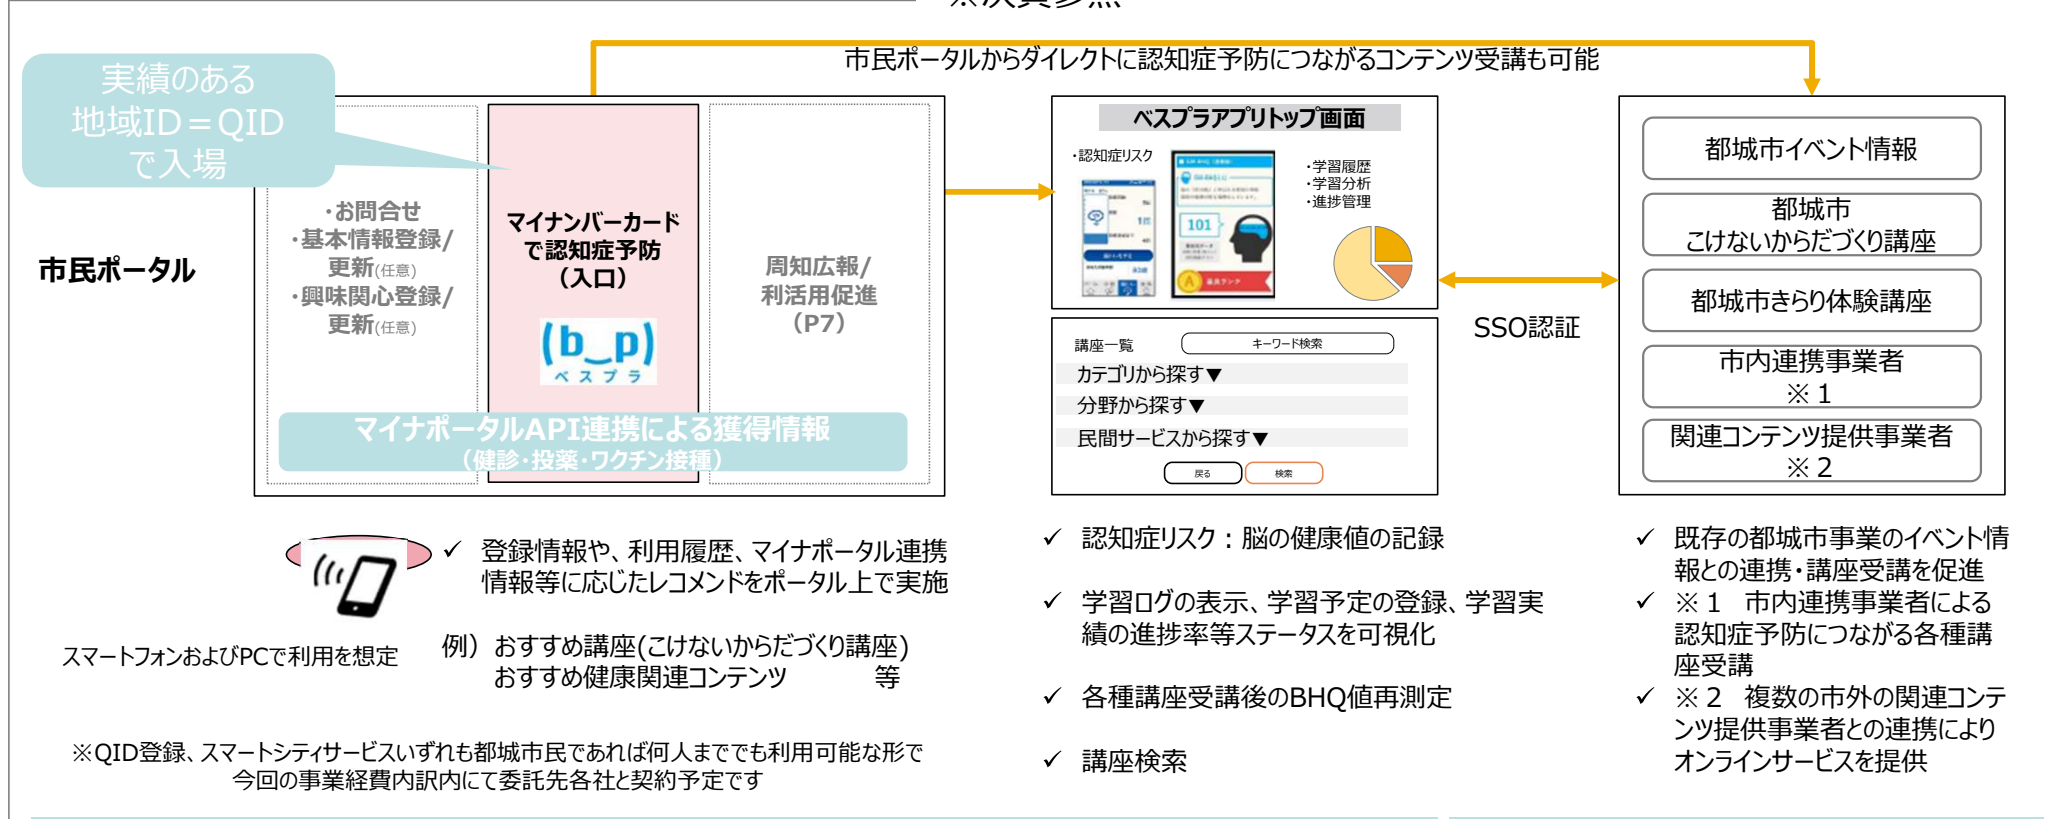 市民ポータルからダイレクトに認知症予防につながるコンテンツ受講も可能
実績のある
地域ID＝QID
で入場
市民ポータル
・お問合せ
・基本情報登録/
更新(任意)
・興味関心登録/
更新(任意)
マイナンバーカード
で認知症予防
（入口）
(b_p)
ベスプラ
周知広報/
利活用促進
（P7）
マイナポータルAPI連携による獲得情報
（健診・投薬・ワクチン接種）
ベスプラアプリトップ画面
・認知症リスク
101
・学習履歴
・学習分析
・進捗管理
講座一覧
キーワード検索
カテゴリから探す▼
分野から探す▼
民間サービスから探す▼
戻る
検索
SSO認証
都城市イベント情報
都城市
こけないからだづくり講座
都城市きらり体験講座
市内連携事業者
※１
関連コンテンツ提供事業者
※２
スマートフォンおよびPCで利用を想定
✓ 登録情報や、利用履歴、マイナポータル連携
情報等に応じたレコメンドをポータル上で実施
例）おすすめ講座(こけないからだづくり講座)
おすすめ健康関連コンテンツ 等
※QID登録、スマートシティサービスいずれも都城市民であれば何人まででも利用可能な形で
今回の事業経費内訳内にて委託先各社と契約予定です
✓ 認知症リスク：脳の健康値の記録
✓ 学習ログの表示、学習予定の登録、学習実
績の進捗率等ステータスを可視化
✓ 各種講座受講後のBHQ値再測定
✓ 講座検索
✓ 既存の都城市事業のイベント情
報との連携・講座受講を促進
✓ ※１ 市内連携事業者による
認知症予防につながる各種講
座受講
✓ ※２ 複数の市外の関連コンテ
ンツ提供事業者との連携により
オンラインサービスを提供